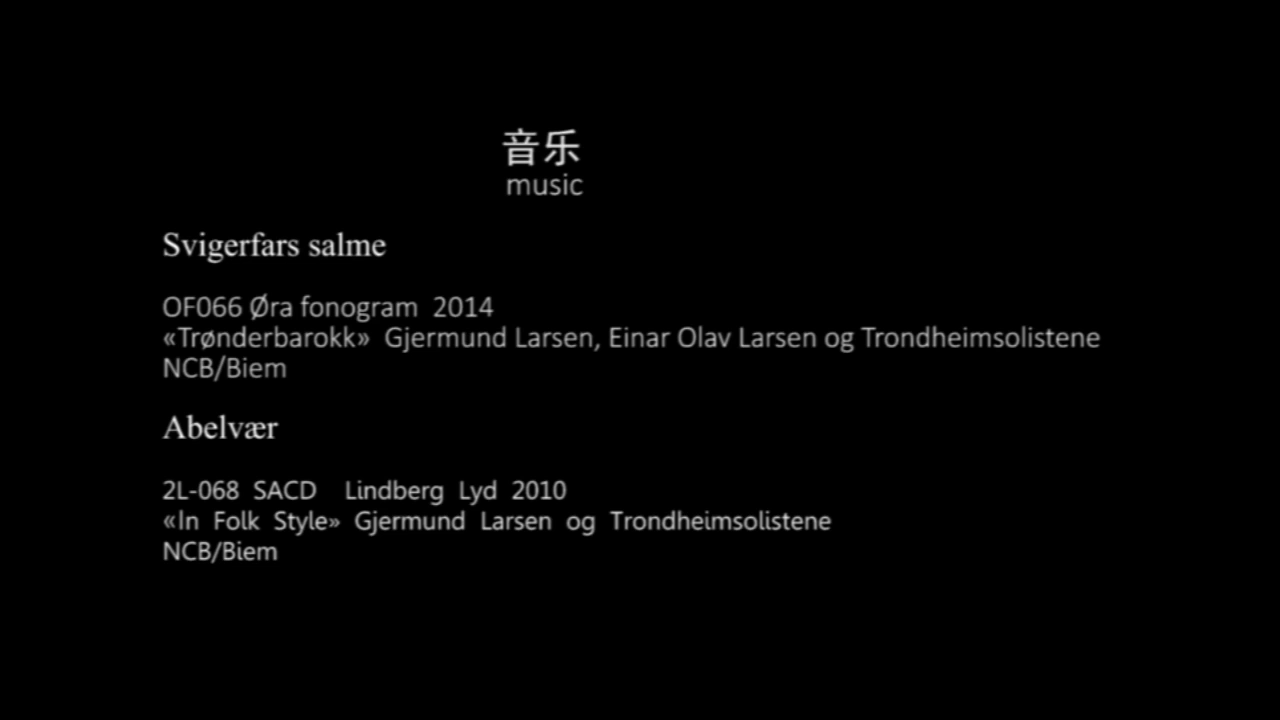 音乐
music
Svigerfars salme
OF066 Øra fonogram 2014
«Trønderbarokk» Gjermund Larsen, Einar Olav Larsen og Trondheimsolistene
NCB/Biem
Abelvær
2L-068 SACD Lindberg Lyd 2010
«In Folk Style» Gjermund Larsen og Trondheimsolistene
NCB/Biem